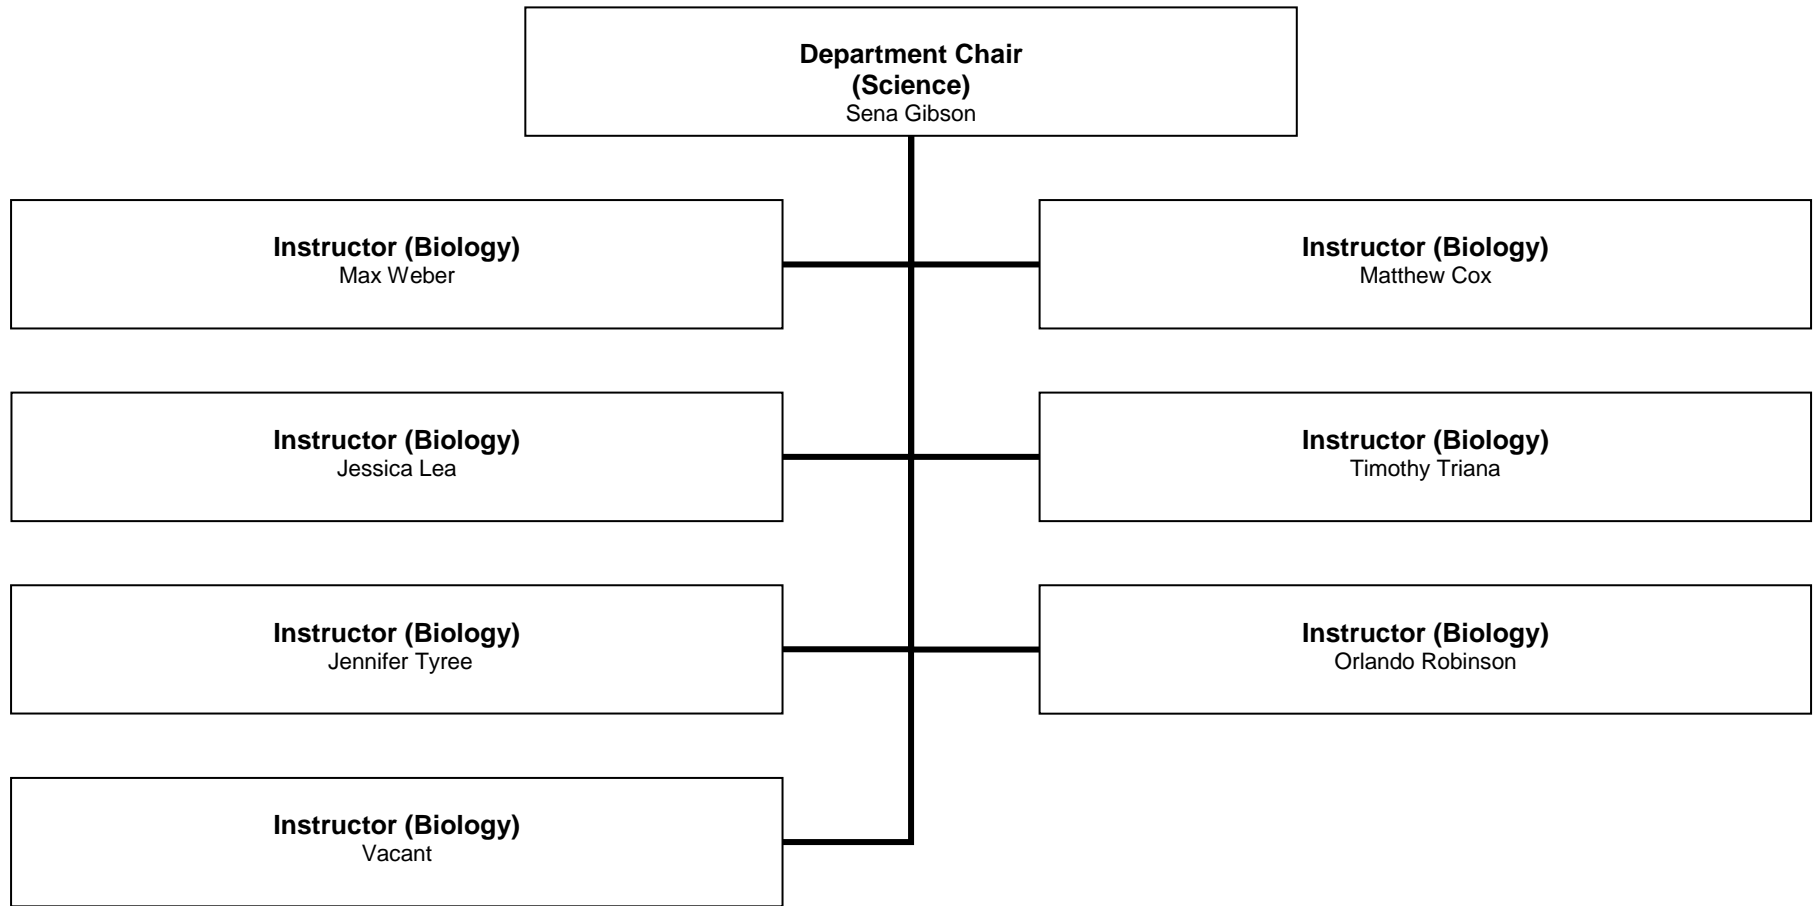 Department Chair
(Science)
Sena Gibson
Instructor (Biology)
Max Weber
Instructor (Biology)
Matthew Cox
Instructor (Biology)
Jessica Lea
Instructor (Biology)
Timothy Triana
Instructor (Biology)
Jennifer Tyree
Instructor (Biology)
Orlando Robinson
Instructor (Biology)
Vacant